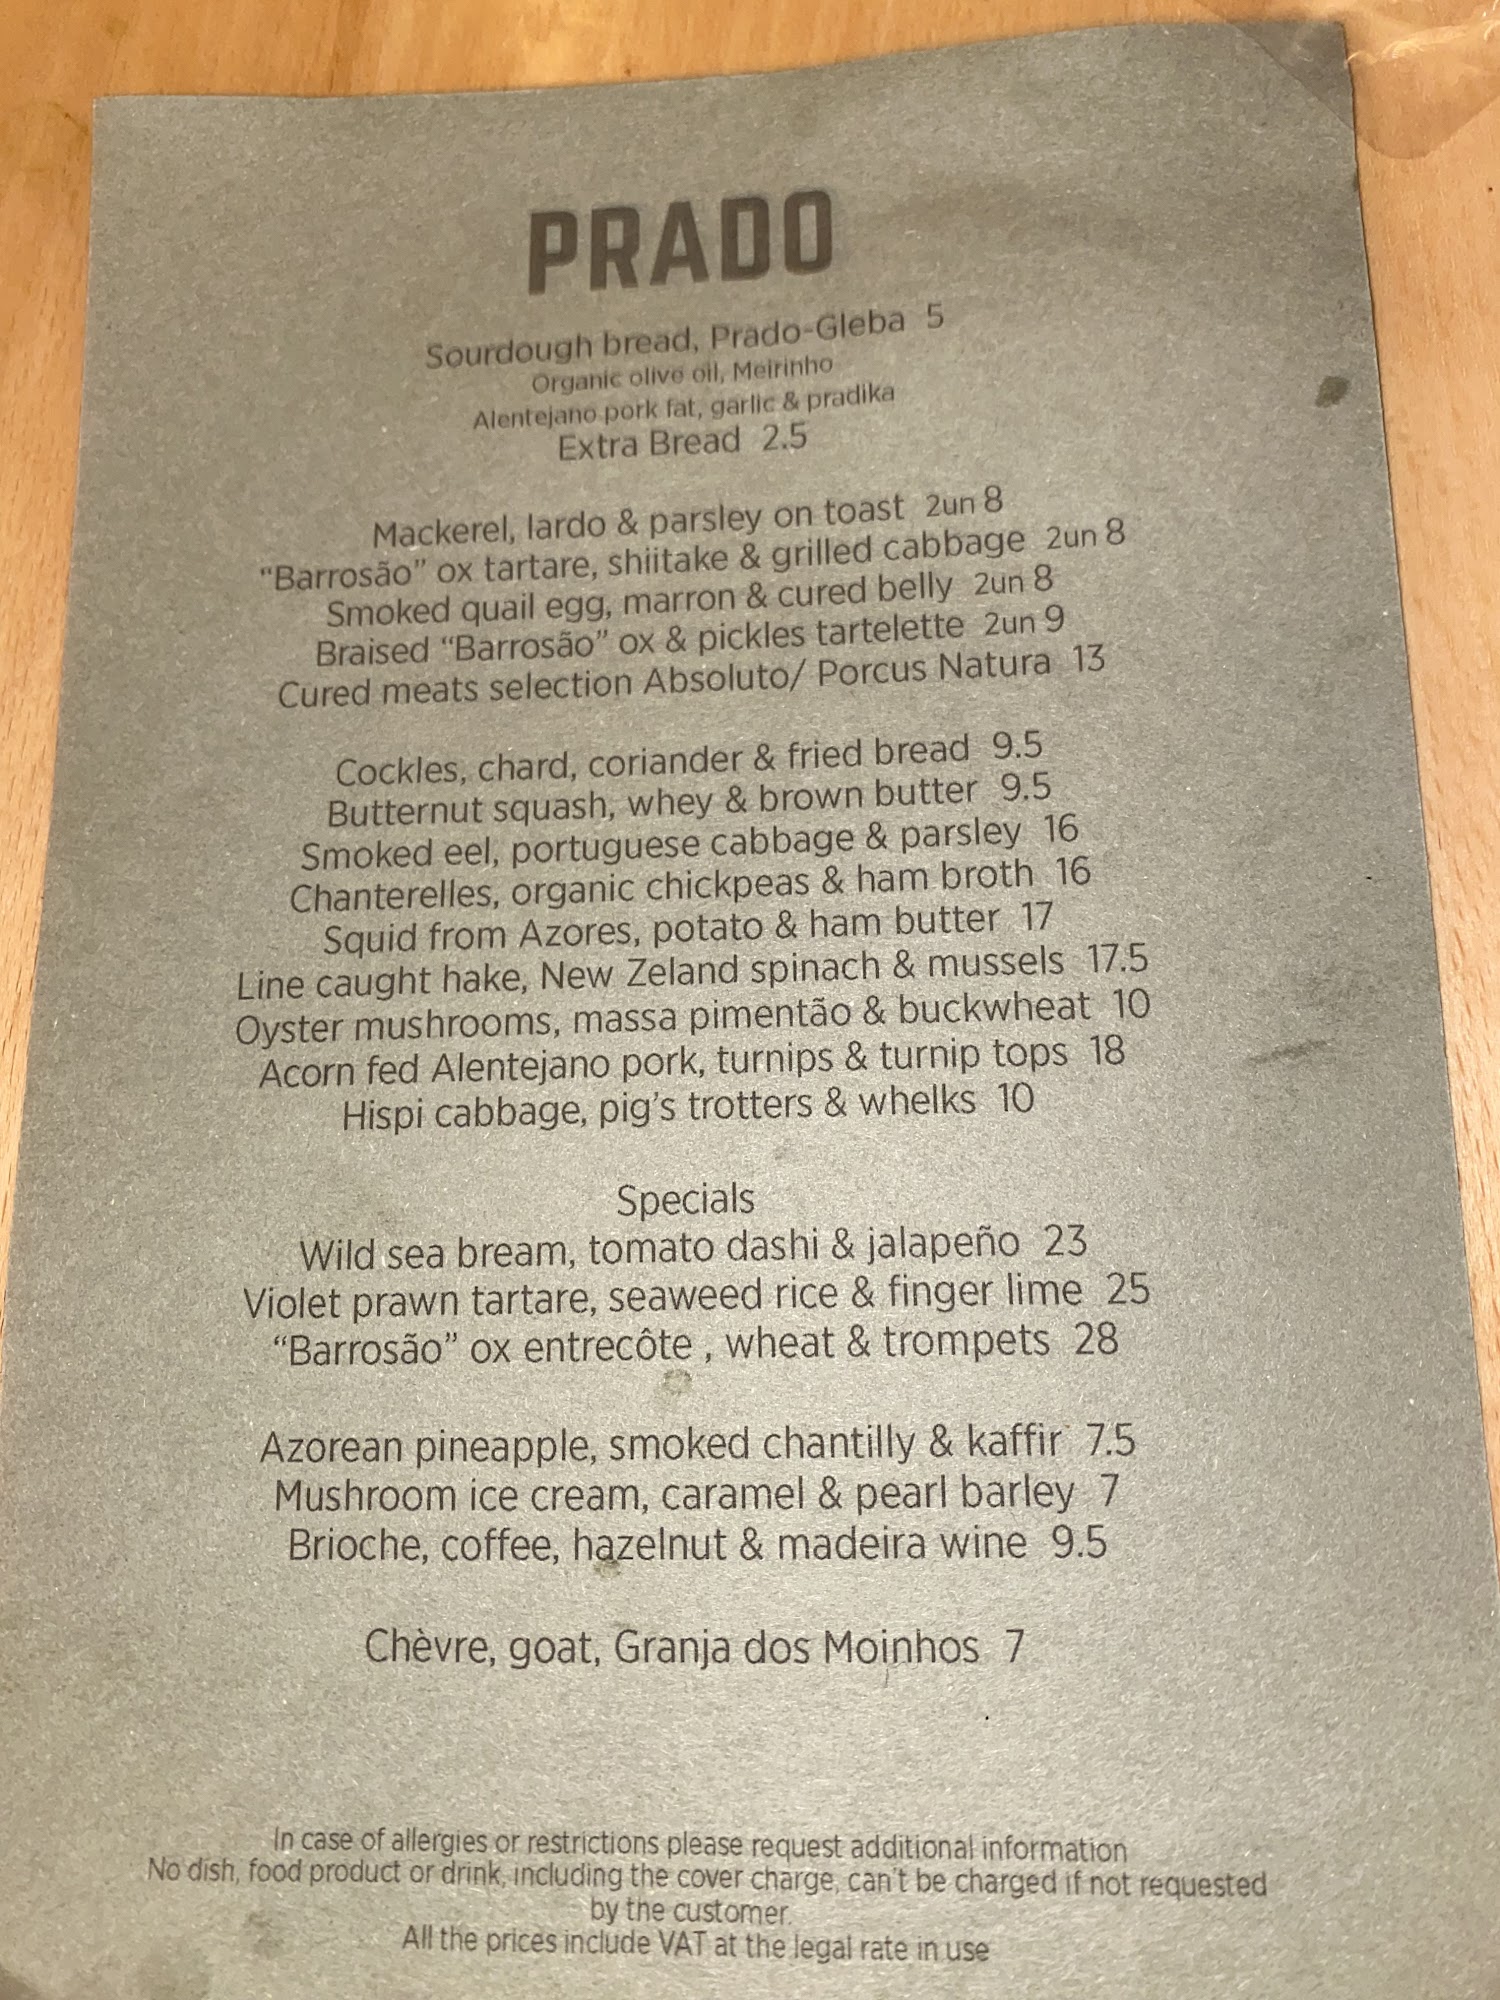 PRADO
Sourdough bread, Prado-Gleba 5
Organic olive oil, Meirinho
Alentejano pork fat, garlic & pradika
Extra Bread 2.5
Mackerel, lardo & parsley on toast 2un 8
“Barrosão” ox tartare, shiitake & grilled cabbage 2un 8
Smoked quail egg, marron & cured belly 2un 8
Braised “Barrosão” ox & pickles tartelette 2un 9
Cured meats selection Absoluto/ Porcus Natura 13
Cockles, chard, coriander & fried bread 9.5
Butternut squash, whey & brown butter 9.5
Smoked eel, portuguese cabbage & parsley 16
Chanterelles, organic chickpeas & ham broth 16
Squid from Azores, potato & ham butter 17
Line caught hake, New Zeland spinach & mussels 17.5
Oyster mushrooms, massa pimentão & buckwheat 10
Acorn fed Alentejano pork, turnips & turnip tops 18
Hispi cabbage, pig’s trotters & whelks 10
Specials
Wild sea bream, tomato dashi & jalapeño 23
Violet prawn tartare, seaweed rice & finger lime 25
“Barrosão” ox entrecôte , wheat & trompets 28
Azorean pineapple, smoked chantilly & kaffir 7.5
Mushroom ice cream, caramel & pearl barley 7
Brioche, coffee, hazelnut & madeira wine 9.5
Chèvre, goat, Granja dos Moinhos 7
In case of allergies or restrictions please request additional information
No dish, food product or drink, including the cover charge, can't be charged if not requested
by the customer.
All the prices include VAT at the legal rate in use